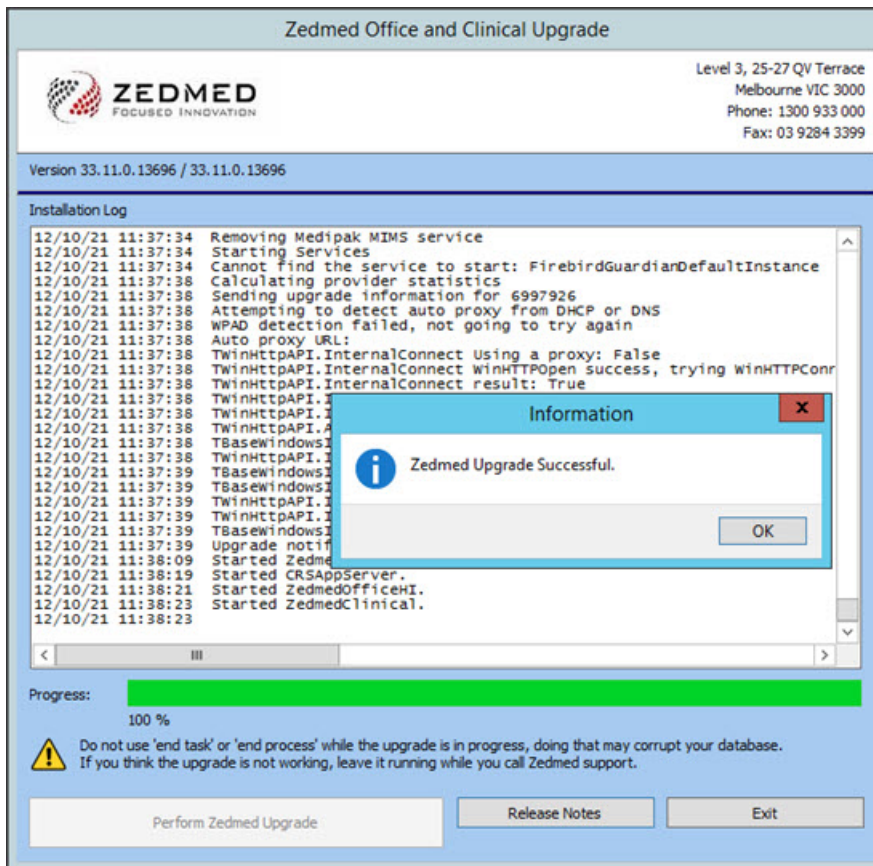 Zedmed Office and Clinical Upgrade
ZEDMED
FOCUSED INNOVATION
Level 3, 25-27 QV Terrace
Melbourne VIC 3000
Phone: 1300 933 000
Fax: 03 9284 3399
Version 33.11.0.13696 / 33.11.0.13696
Installation Log
12/10/21 11:37:34 Removing Medipak MIMS service
12/10/21 11:37:34 Starting Services
12/10/21 11:37:34 Cannot find the service to start: FirebirdGuardianDefaultInstance
12/10/21 11:37:38 Calculating provider statistics
12/10/21 11:37:38 Sending upgrade information for 6997926
12/10/21 11:37:38 Attempting to detect auto proxy from DHCP or DNS
12/10/21 11:37:38 WPAD detection failed, not going to try again
12/10/21 11:37:38 Auto proxy URL:
12/10/21 11:37:38 TWinHttpAPI.InternalConnect Using a proxy: False
12/10/21 11:37:38 TWinHttpAPI.InternalConnect WinHTTPOpen success, trying WinHTTPConr
12/10/21 11:37:38 TWinHttpAPI.InternalConnect result: True
12/10/21 11:37:38 TWinHttpAPI.I
12/10/21 11:37:38 TWinHttpAPI.I
12/10/21 11:37:38 TWinHttpAPI.A
12/10/21 11:37:38 TBaseWindowsI
12/10/21 11:37:38 TWinHttpAPI.I
12/10/21 11:37:39 TBaseWindowsI
12/10/21 11:37:39 TBaseWindowsI
12/10/21 11:37:39 TWinHttpAPI.I
12/10/21 11:37:39 TWinHttpAPI.I
12/10/21 11:37:39 TBaseWindowsI
12/10/21 11:37:39 Upgrade notif
12/10/21 11:38:09 Started Zedme
12/10/21 11:38:19 Started CRSAppServer.
12/10/21 11:38:21 Started ZedmedOfficeHI.
12/10/21 11:38:23 Started ZedmedClinical.
12/10/21 11:38:23
Information
x
Zedmed Upgrade Successful.
OK
Progress:
100 %
Do not use 'end task' or 'end process' while the upgrade is in progress, doing that may corrupt your database.
If you think the upgrade is not working, leave it running while you call Zedmed support.
Perform Zedmed Upgrade
Release Notes
Exit